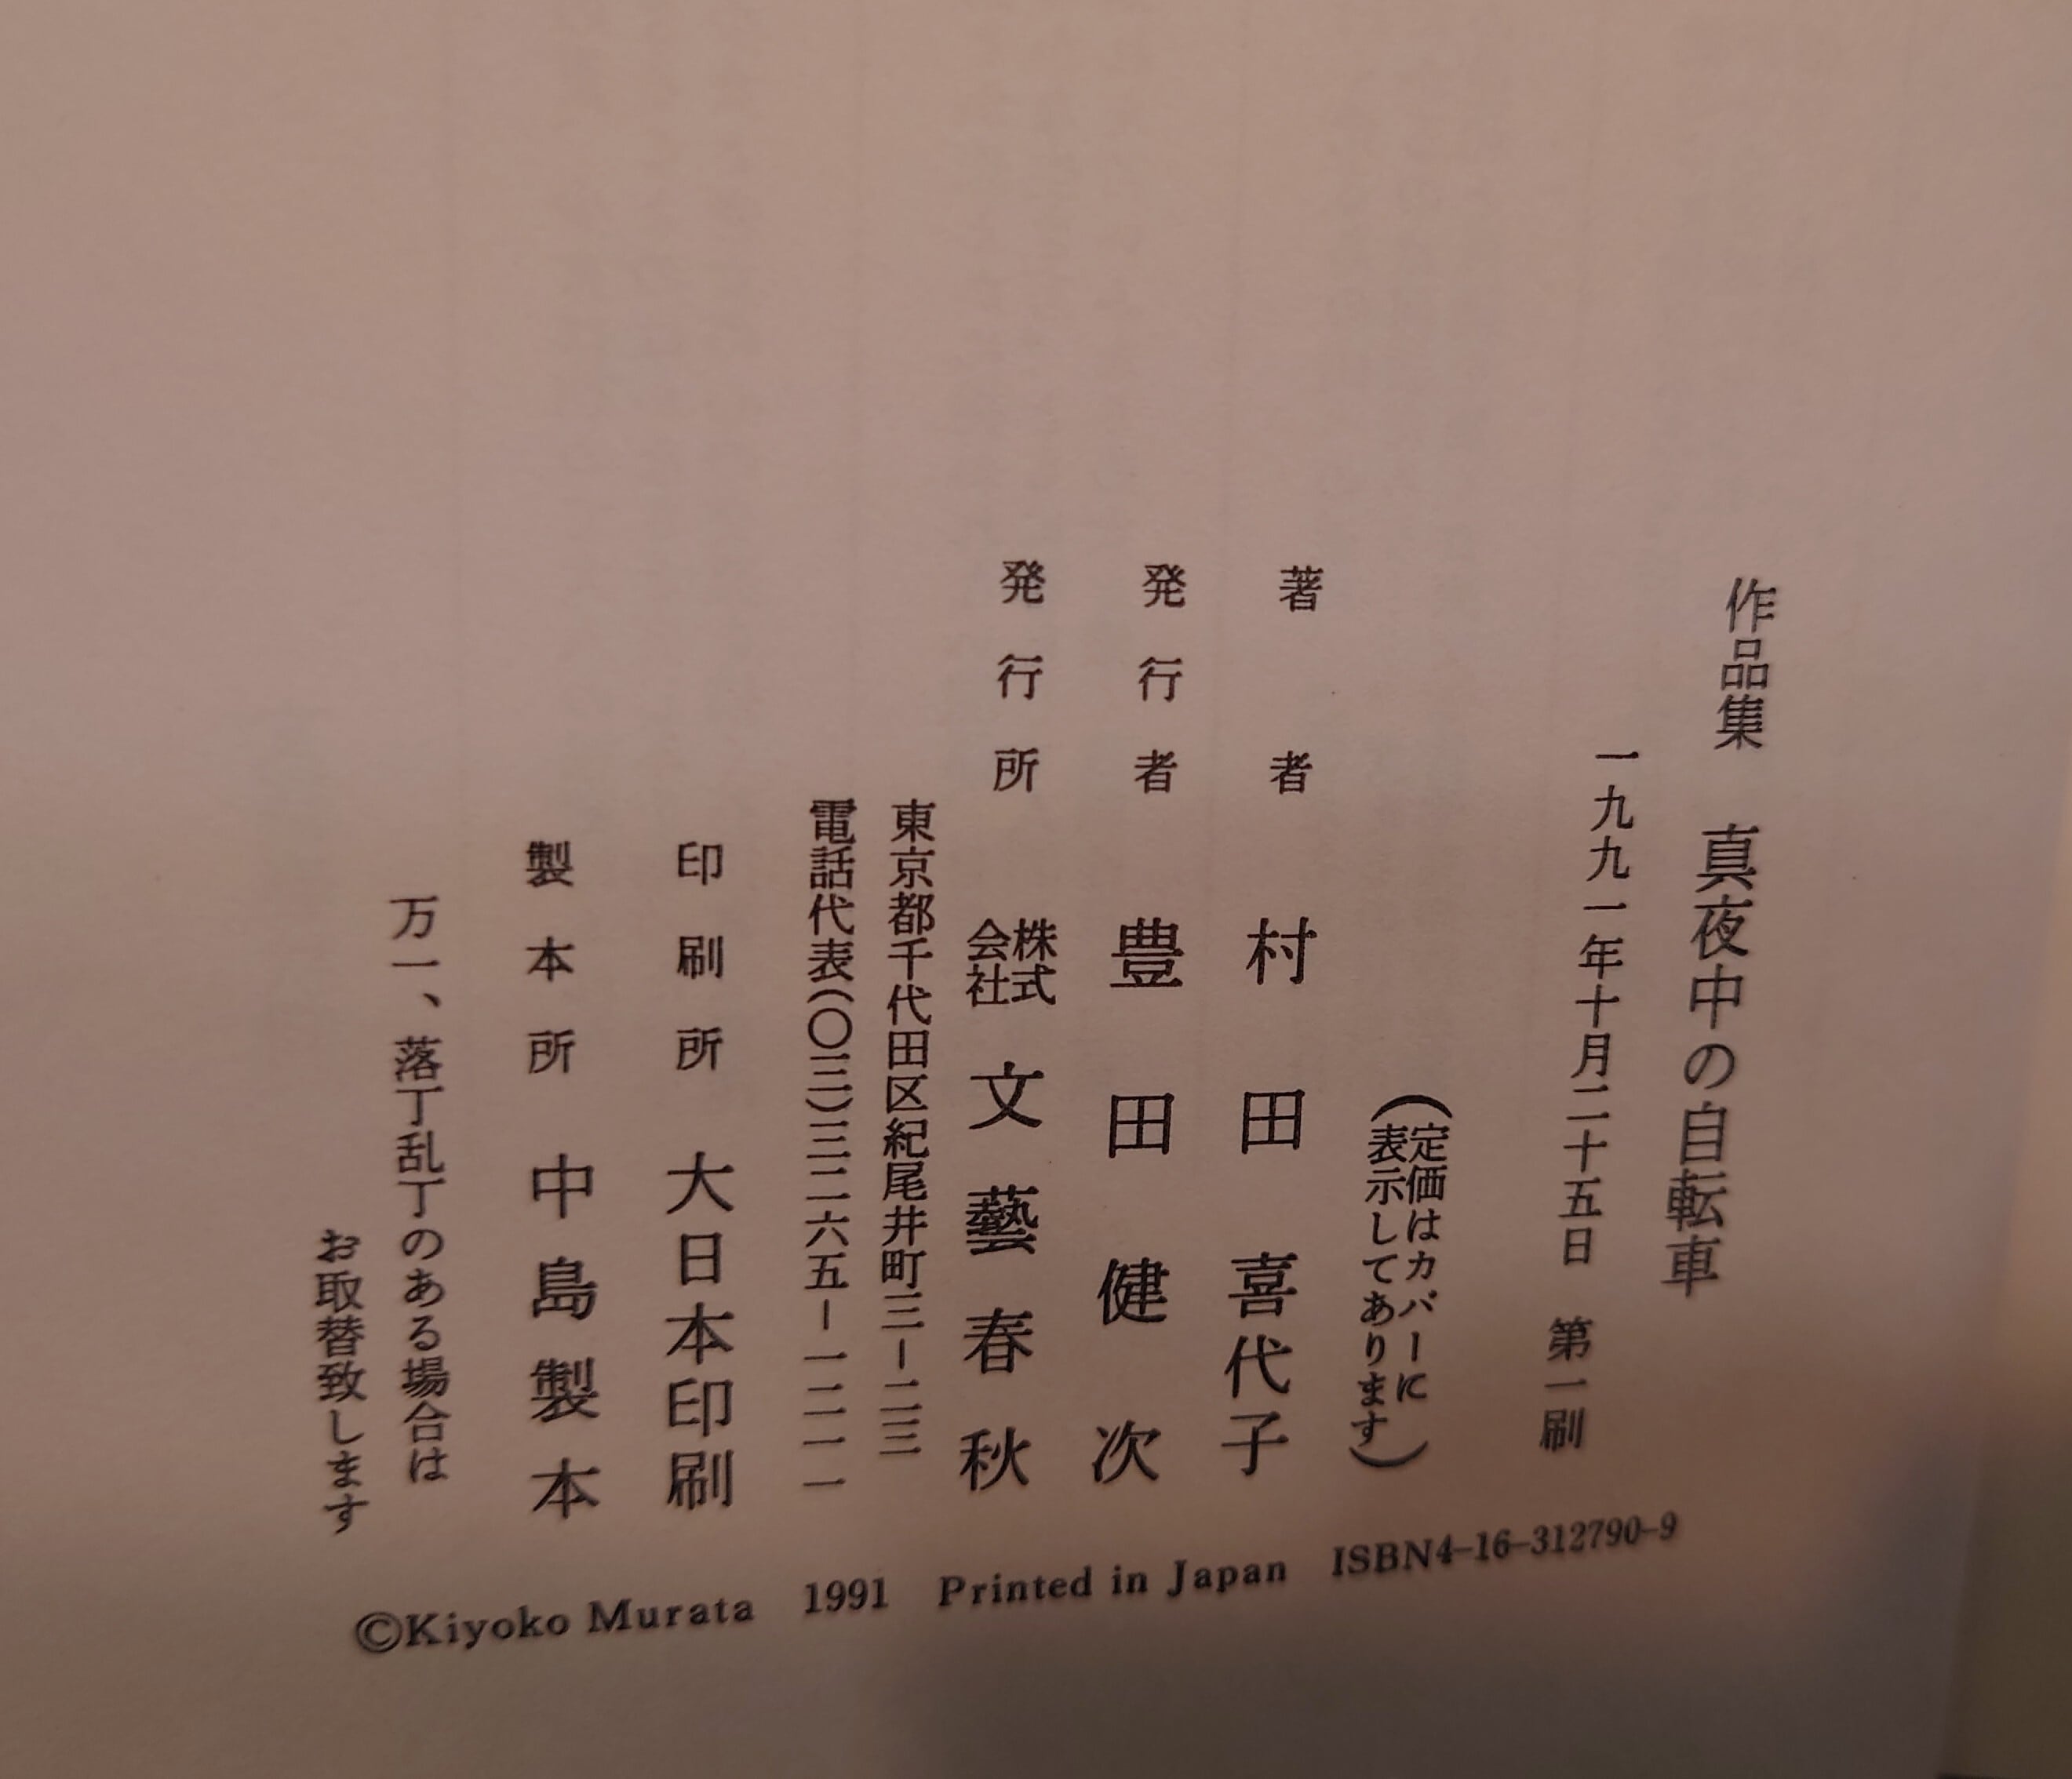 作品集　真夜中の自転車
一九九一年十月二十五日　第一刷
(定価はカバーに
表示してあります)
著者　村田喜代子
発行者　豊田健次
発行所　株式会社　文藝春秋
東京都千代田区紀尾井町三－二三
電話代表(〇三)三二六五－一二一一
印刷所　大日本印刷
製本所　中島製本
万一、落丁乱丁のある場合は
お取替致します
©Kiyoko Murata　1991　Printed in Japan　ISBN4-16-312790-9